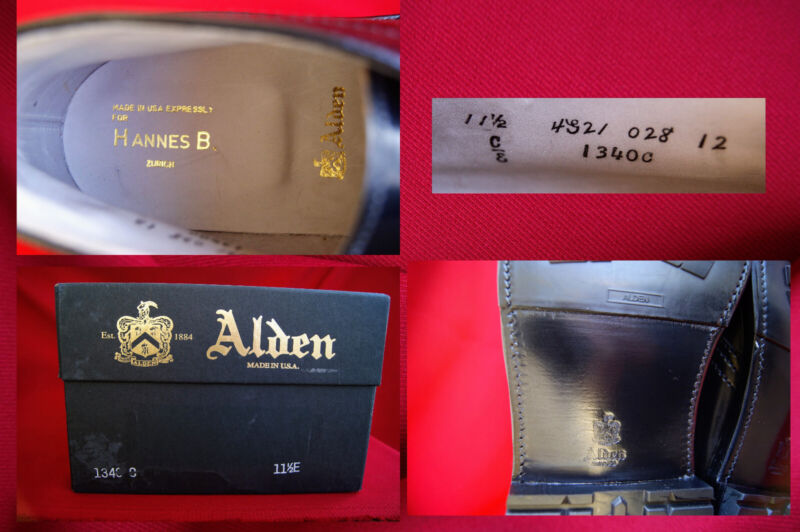 MADE IN USA EXPRESSLY
FOR
HANNES B.
ZURICH
Alden
11½ 4S21 028 12
C/E 1340C
Est. 1884
ALDEN
Alden
MADE IN U.S.A.
11½E
ALDEN
Alden